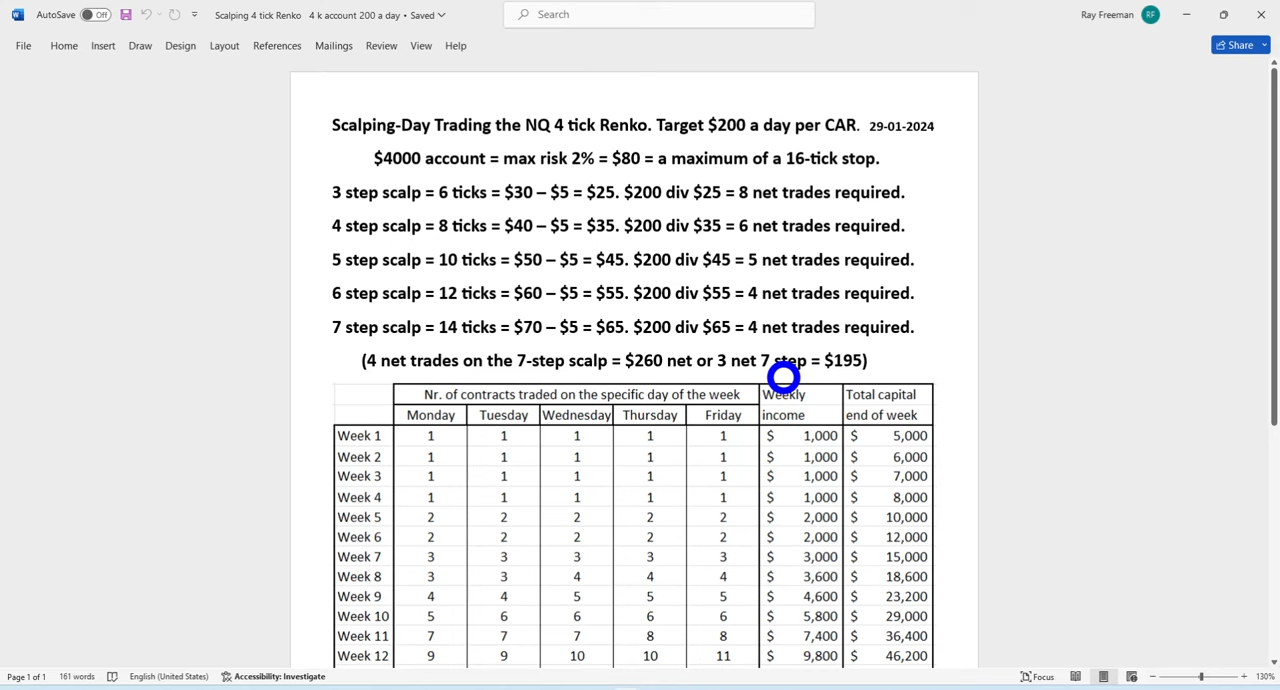 AutoSave Off Scalping 4 tick Renko 4 k account 200 a day • Saved Search Ray Freeman RF
File Home Insert Draw Design Layout References Mailings Review View Help Share
Scalping-Day Trading the NQ 4 tick Renko. Target $200 a day per CAR. 29-01-2024
$4000 account = max risk 2% = $80 = a maximum of a 16-tick stop.
3 step scalp = 6 ticks = $30 – $5 = $25. $200 div $25 = 8 net trades required.
4 step scalp = 8 ticks = $40 – $5 = $35. $200 div $35 = 6 net trades required.
5 step scalp = 10 ticks = $50 – $5 = $45. $200 div $45 = 5 net trades required.
6 step scalp = 12 ticks = $60 – $5 = $55. $200 div $55 = 4 net trades required.
7 step scalp = 14 ticks = $70 – $5 = $65. $200 div $65 = 4 net trades required.
(4 net trades on the 7-step scalp = $260 net or 3 net 7 step = $195)
Nr. of contracts traded on the specific day of the week Weekly Total capital
Monday Tuesday Wednesday Thursday Friday income end of week
Week 1 1 1 1 1 1 $ 1,000 $ 5,000
Week 2 1 1 1 1 1 $ 1,000 $ 6,000
Week 3 1 1 1 1 1 $ 1,000 $ 7,000
Week 4 1 1 1 1 1 $ 1,000 $ 8,000
Week 5 2 2 2 2 2 $ 2,000 $ 10,000
Week 6 2 2 2 2 2 $ 2,000 $ 12,000
Week 7 3 3 3 3 3 $ 3,000 $ 15,000
Week 8 3 3 4 4 4 $ 3,600 $ 18,600
Week 9 4 4 5 5 5 $ 4,600 $ 23,200
Week 10 5 6 6 6 6 $ 5,800 $ 29,000
Week 11 7 7 7 8 8 $ 7,400 $ 36,400
Week 12 9 9 10 10 11 $ 9,800 $ 46,200
Page 1 of 1 161 words English (United States) Accessibility: Investigate Focus 130%